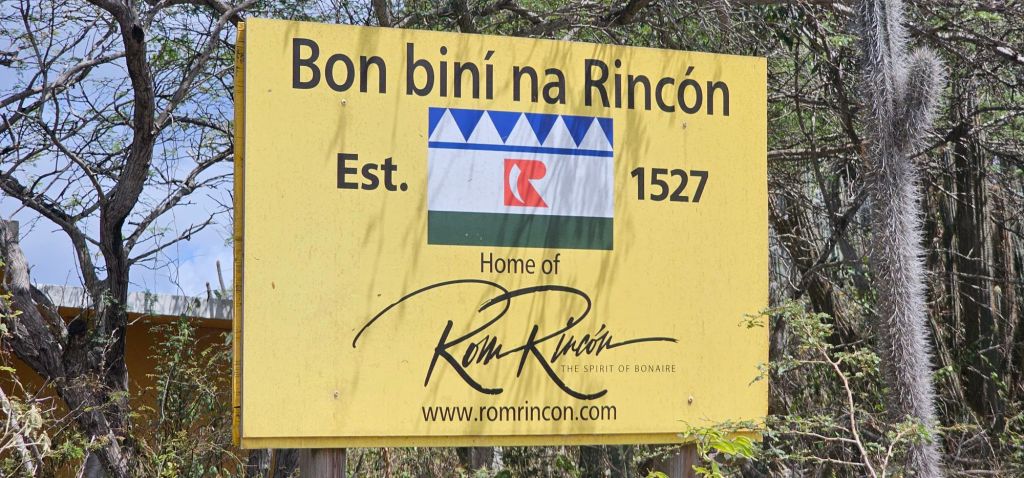 Bon biní na Rincón
Est. 1527
R
Home of
Rom Rincón
THE SPIRIT OF BONAIRE
www.romrincon.com